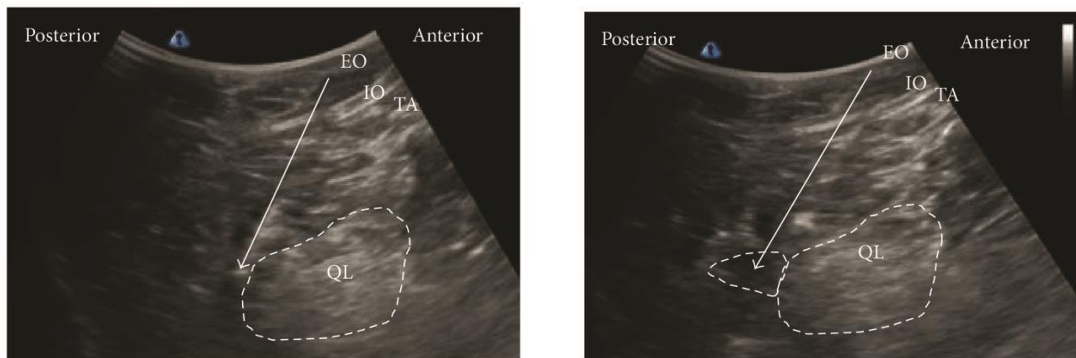 Posterior
Anterior
EO
IO
TA
QL
Posterior
Anterior
EO
IO
TA
QL